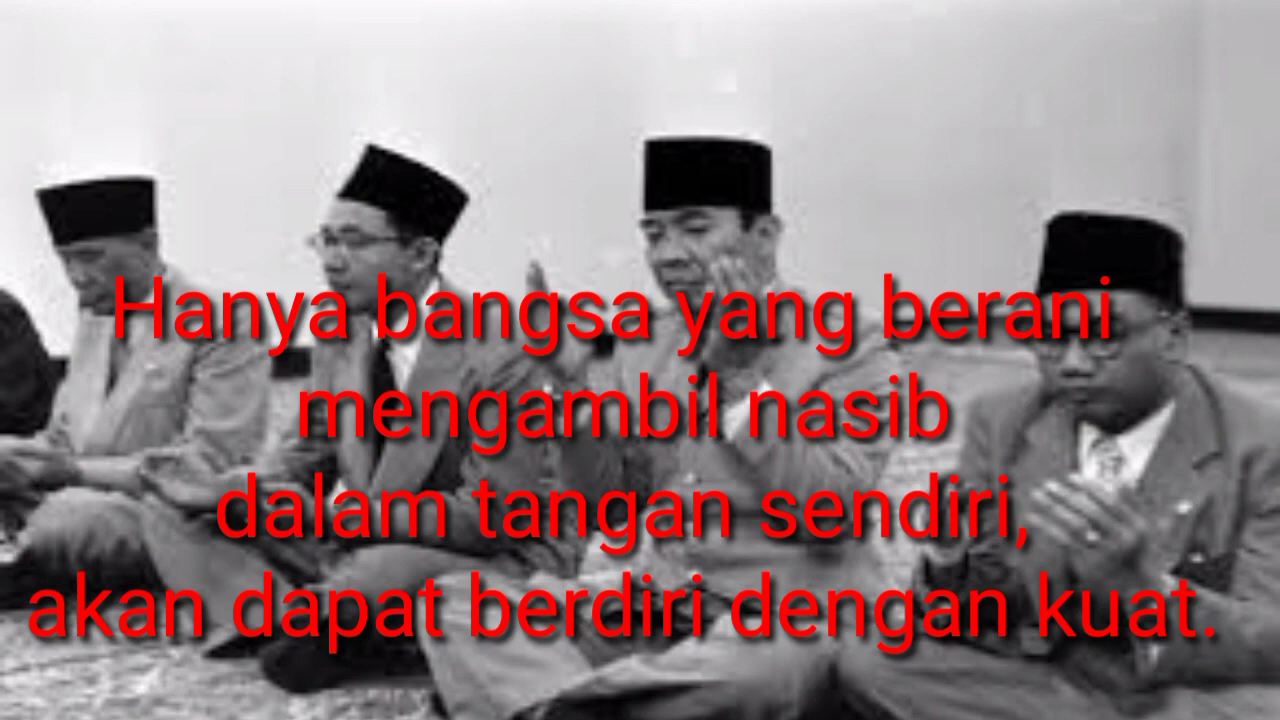 Hanya bangsa yang berani
mengambil nasib
dalam tangan sendiri,
akan dapat berdiri dengan kuat.